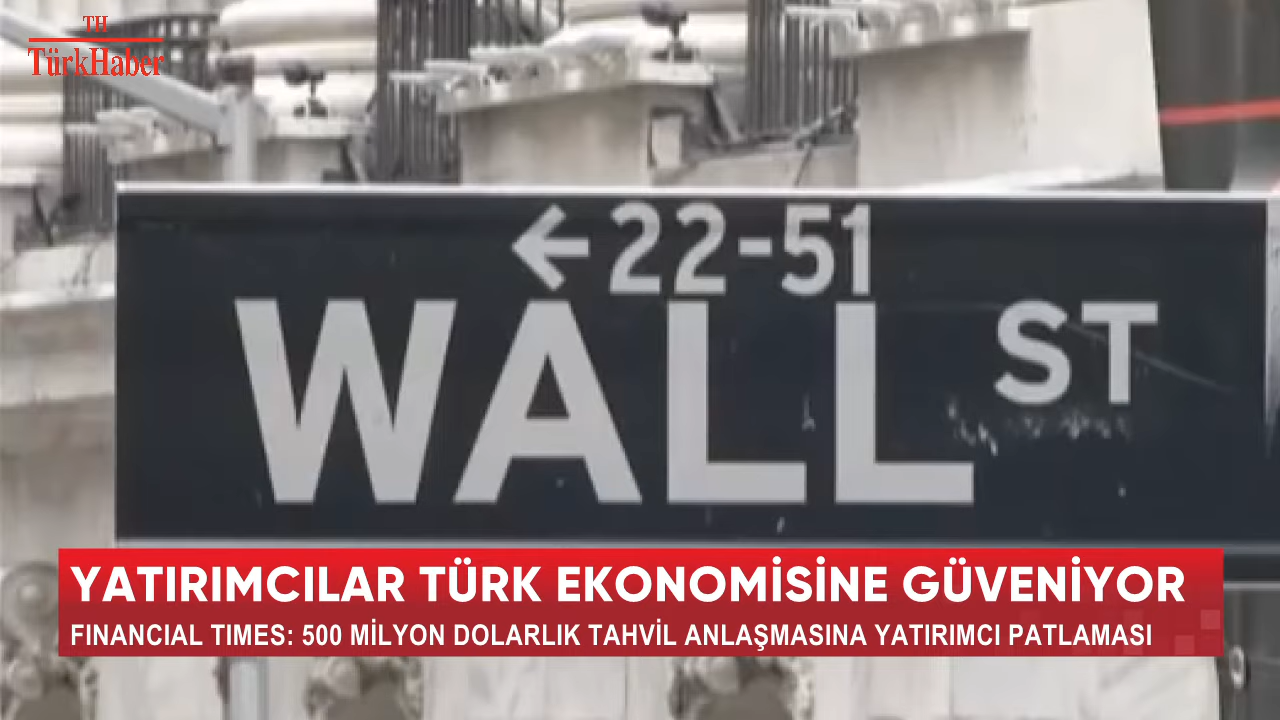 TH
TürkHaber
←22-51
WALL ST
YATIRIMCILAR TÜRK EKONOMİSİNE GÜVENİYOR
FINANCIAL TIMES: 500 MİLYON DOLARLIK TAHVİL ANLAŞMASINA YATIRIMCI PATLAMASI